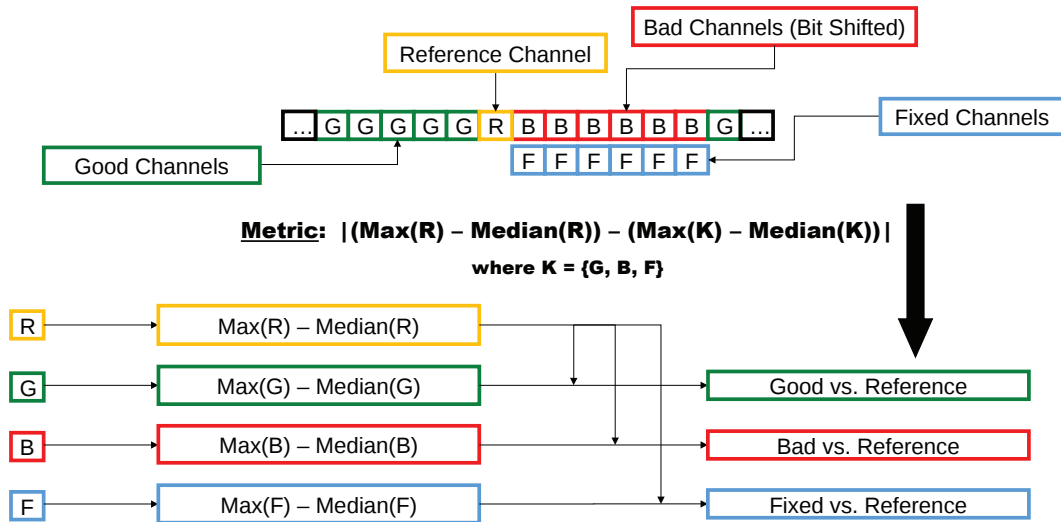 Bad Channels (Bit Shifted)
Reference Channel
Fixed Channels
... G G G G G R B B B B B B G ...
F F F F F F
Good Channels
Metric: |(Max(R) – Median(R)) – (Max(K) – Median(K))|
where K = {G, B, F}
R Max(R) – Median(R)
G Max(G) – Median(G) Good vs. Reference
B Max(B) – Median(B) Bad vs. Reference
F Max(F) – Median(F) Fixed vs. Reference